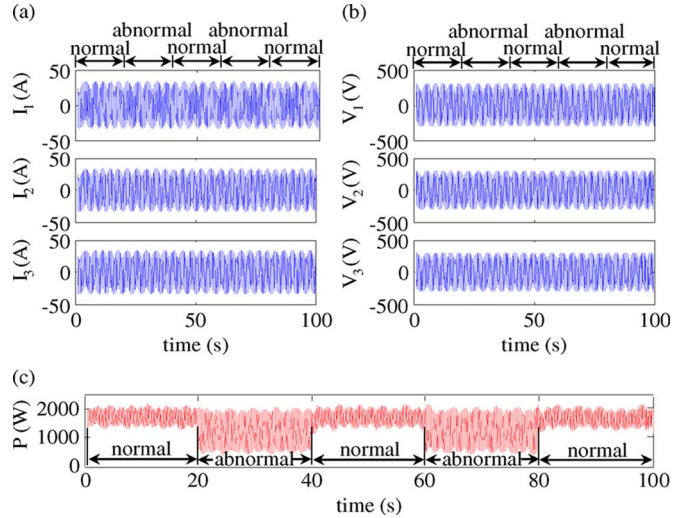 (a)
abnormal abnormal
normal normal normal
50
0
-50
I1(A)
50
0
-50
I2(A)
50
0
-50
I3(A)
0 50 100
time (s)
(b)
abnormal abnormal
normal normal normal
500
0
-500
V1(V)
500
0
-500
V2(V)
500
0
-500
V3(V)
0 50 100
time (s)
(c)
P (W)
2000
1000
0
normal abnormal normal abnormal normal
0 20 40 60 80 100
time (s)